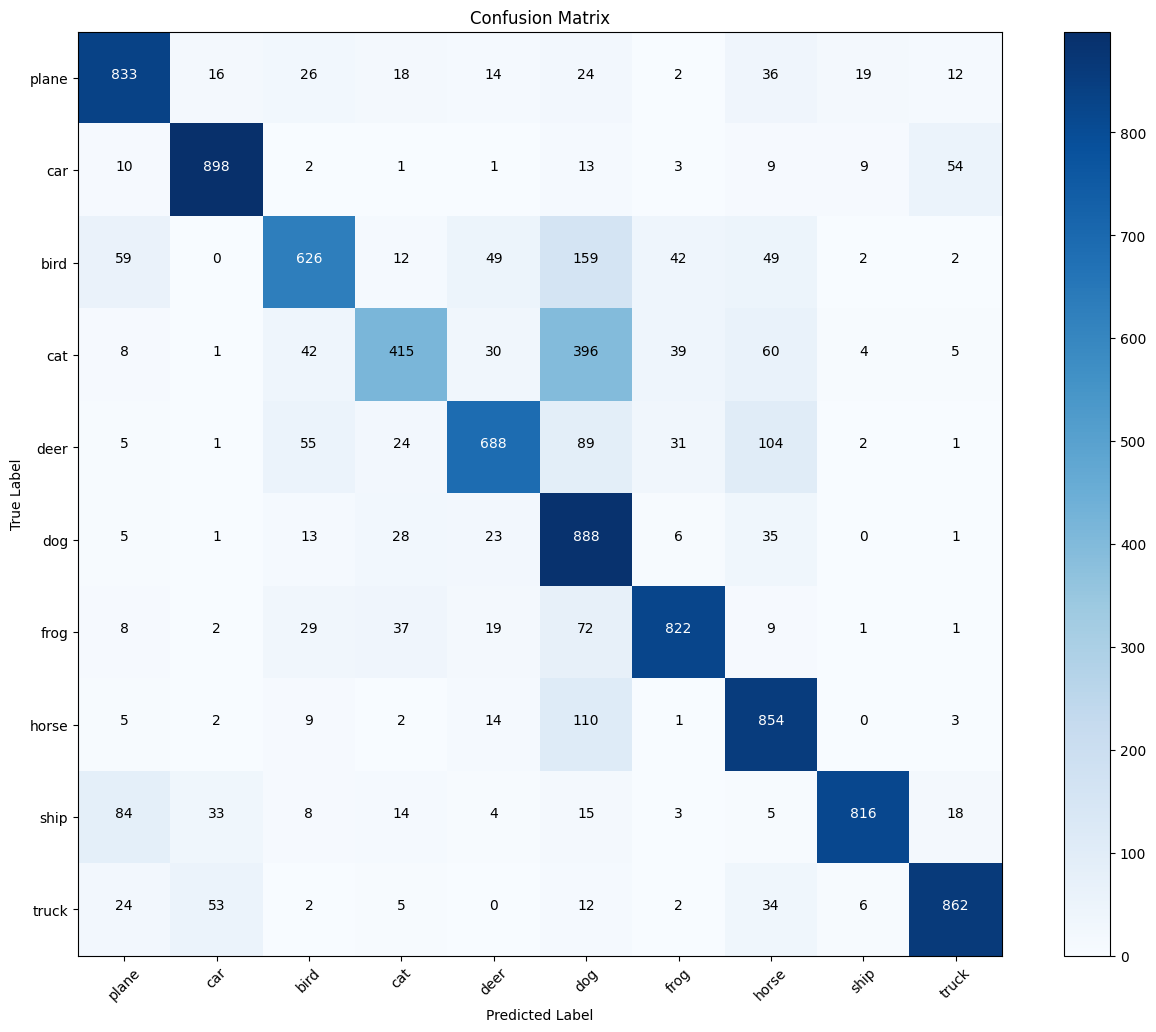 Confusion Matrix
plane 833 16 26 18 14 24 2 36 19 12
car 10 898 2 1 1 13 3 9 9 54
bird 59 0 626 12 49 159 42 49 2 2
cat 8 1 42 415 30 396 39 60 4 5
deer 5 1 55 24 688 89 31 104 2 1
dog 5 1 13 28 23 888 6 35 0 1
frog 8 2 29 37 19 72 822 9 1 1
horse 5 2 9 2 14 110 1 854 0 3
ship 84 33 8 14 4 15 3 5 816 18
truck 24 53 2 5 0 12 2 34 6 862
plane car bird cat deer dog frog horse ship truck
Predicted Label
True Label
800
700
600
500
400
300
200
100
0